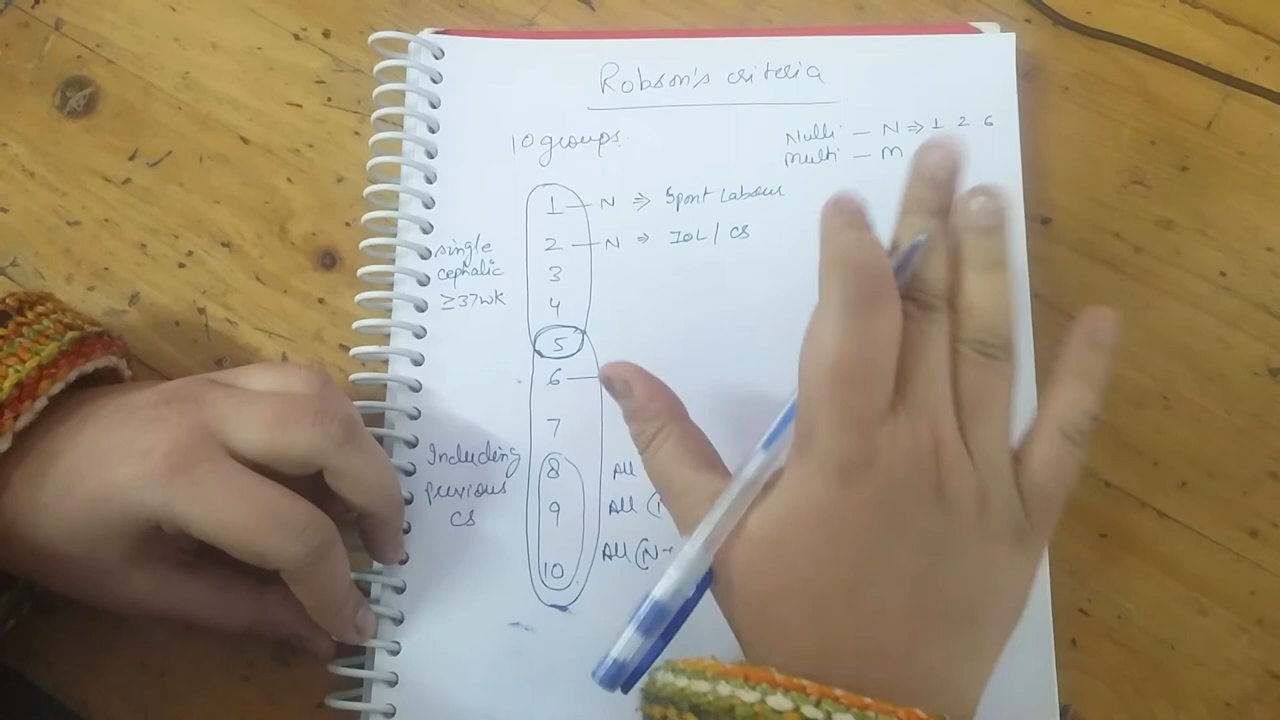 Robson's criteria
10 groups.
Nulli - N ⇒ 1 2 6
Multi - M
1 - N ⇒ Spont Labour
2 - N ⇒ IOL / CS
3
4
5
6 -
7
8 All
9 All (
10 All (N
single
cephalic
≥37wk
Including
previous
CS